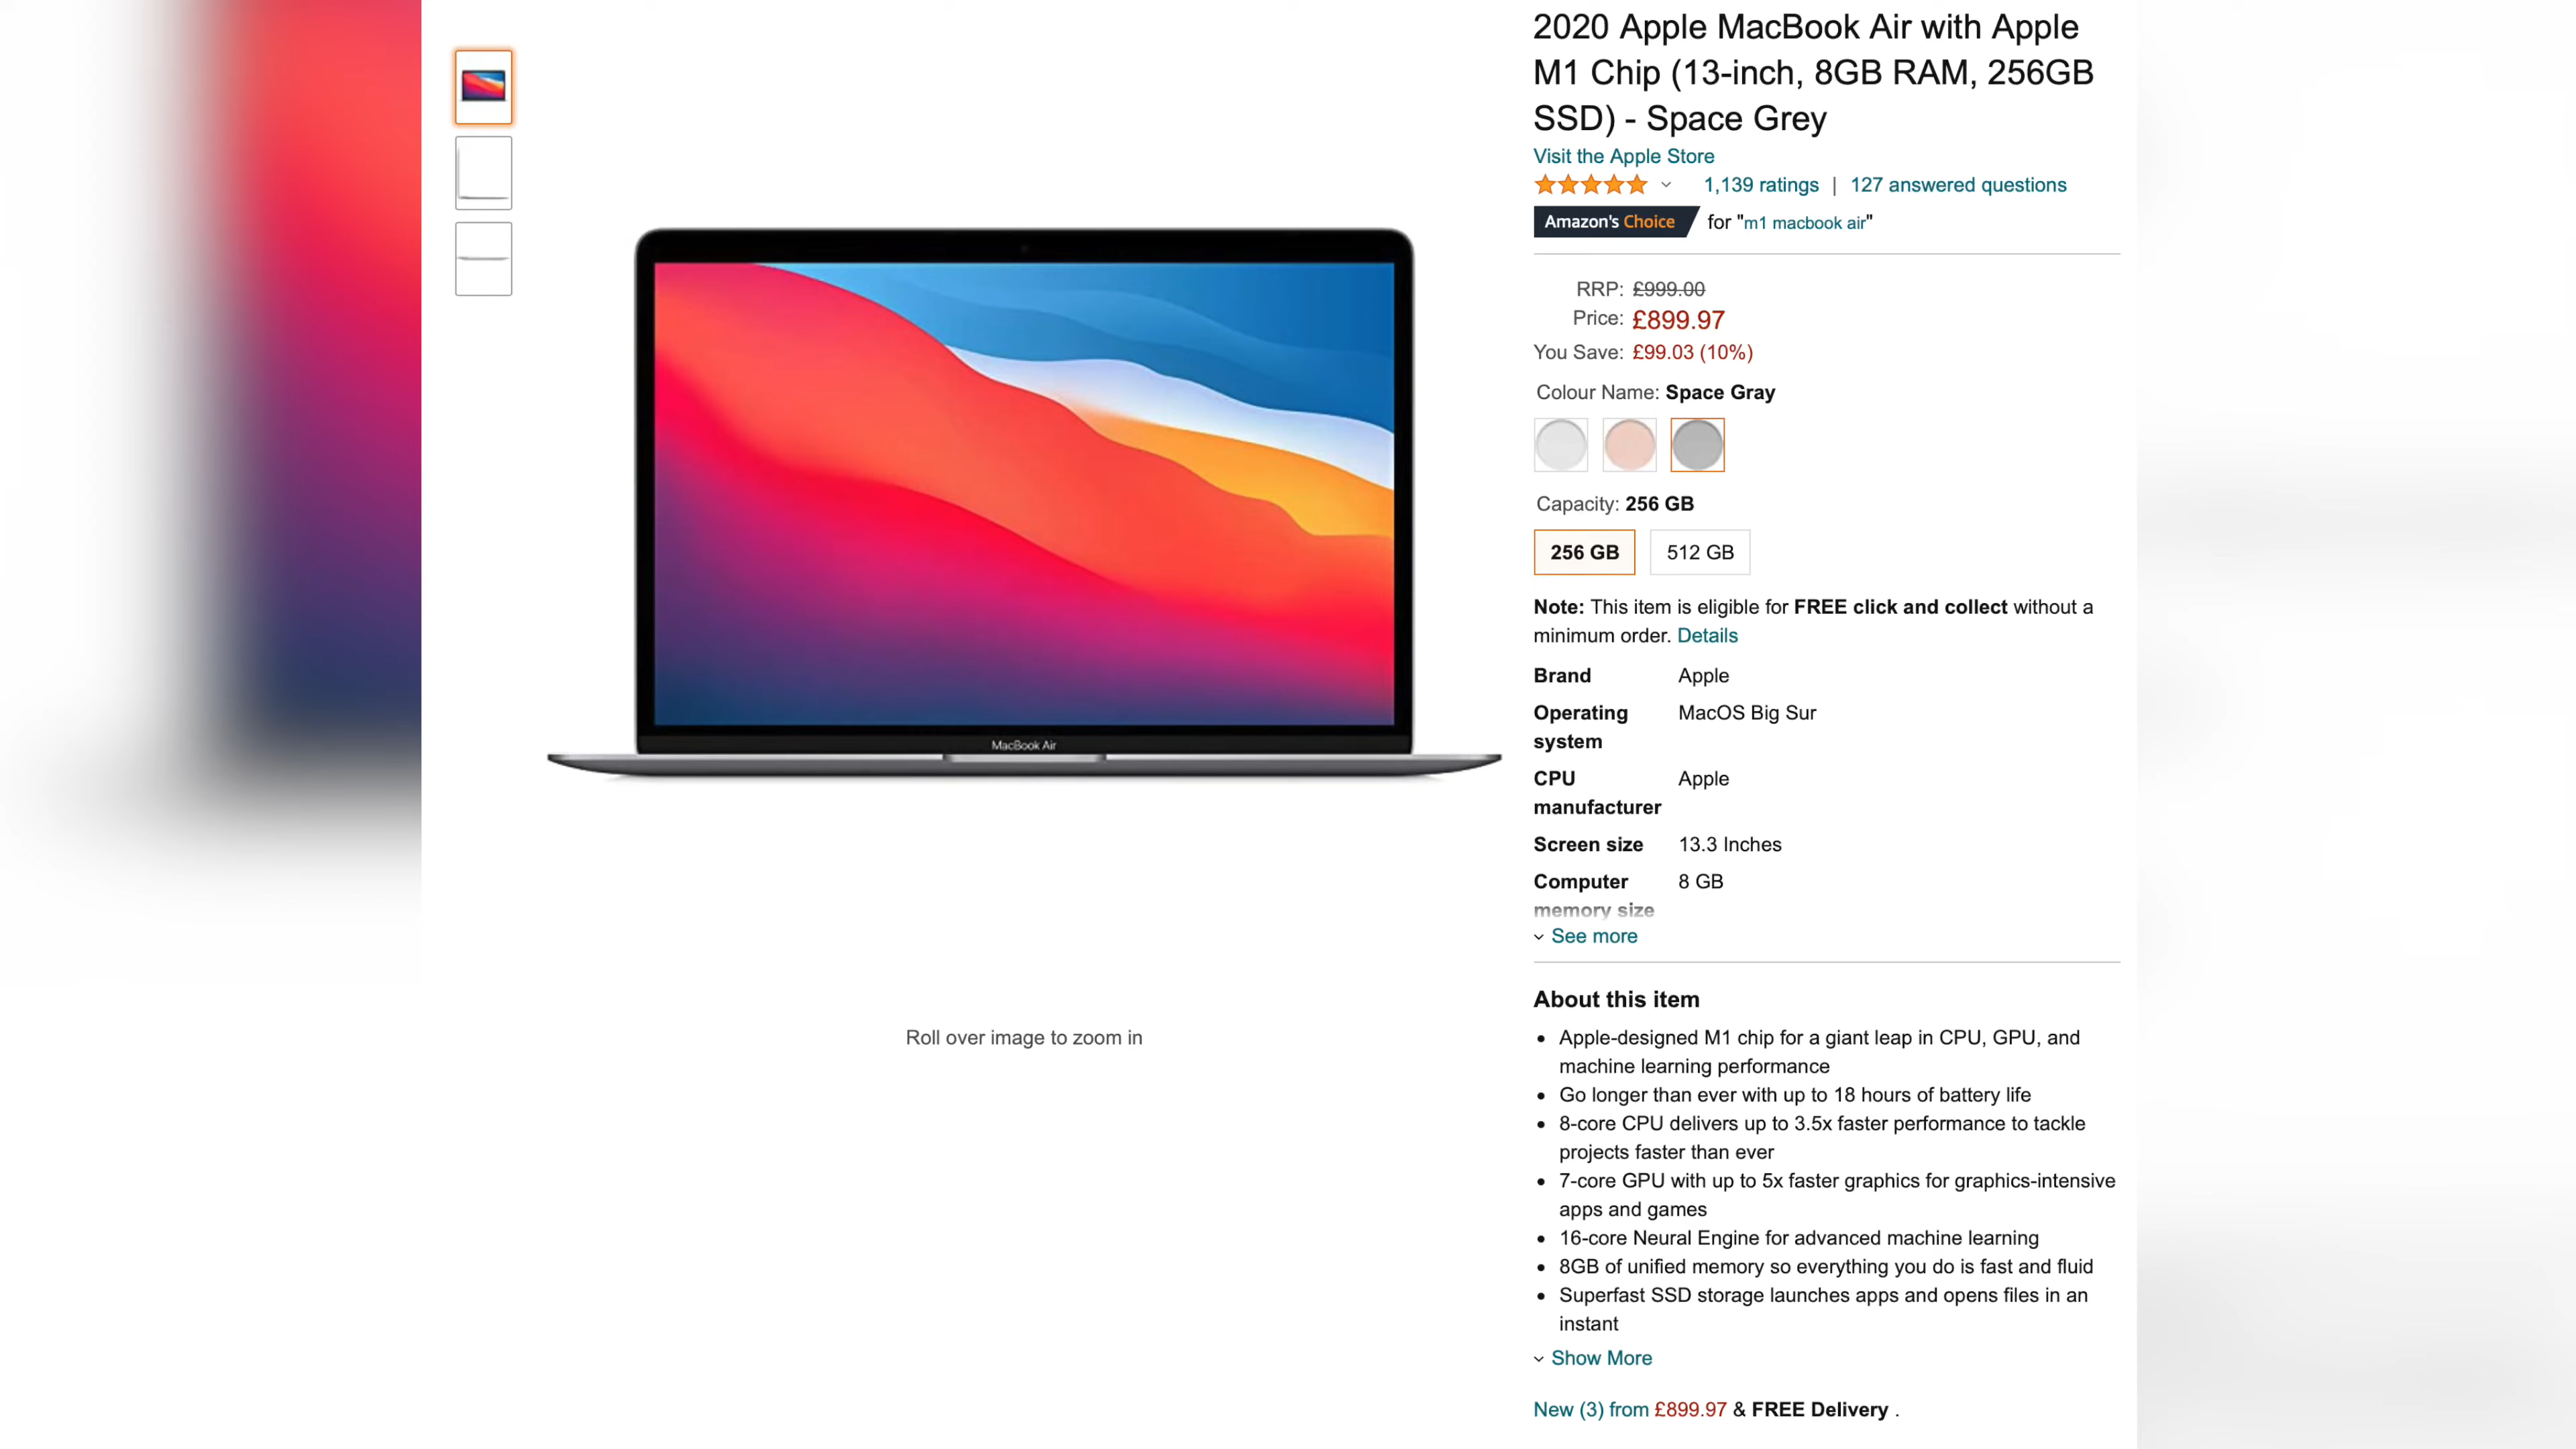 2020 Apple MacBook Air with Apple
M1 Chip (13-inch, 8GB RAM, 256GB
SSD) - Space Grey
Visit the Apple Store
1,139 ratings | 127 answered questions
Amazon's Choice for "m1 macbook air"
RRP: £999.00
Price: £899.97
You Save: £99.03 (10%)
Colour Name: Space Gray
Capacity: 256 GB
256 GB 512 GB
Note: This item is eligible for FREE click and collect without a
minimum order. Details
Brand Apple
Operating MacOS Big Sur
system
CPU Apple
manufacturer
Screen size 13.3 Inches
Computer 8 GB
memory size
See more
MacBook Air
Roll over image to zoom in
About this item
• Apple-designed M1 chip for a giant leap in CPU, GPU, and
machine learning performance
• Go longer than ever with up to 18 hours of battery life
• 8-core CPU delivers up to 3.5x faster performance to tackle
projects faster than ever
• 7-core GPU with up to 5x faster graphics for graphics-intensive
apps and games
• 16-core Neural Engine for advanced machine learning
• 8GB of unified memory so everything you do is fast and fluid
• Superfast SSD storage launches apps and opens files in an
instant
Show More
New (3) from £899.97 & FREE Delivery .